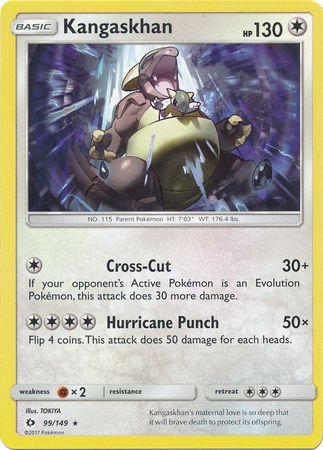 BASIC
Kangaskhan
HP 130
NO. 115 Parent Pokémon HT: 7'03" WT: 176.4 lbs.
Cross-Cut 30+
If your opponent's Active Pokémon is an Evolution
Pokémon, this attack does 30 more damage.
Hurricane Punch 50×
Flip 4 coins. This attack does 50 damage for each heads.
weakness × 2 resistance retreat
Illus. TOKIYA
99/149 ★
©2017 Pokémon
Kangaskhan's maternal love is so deep that
it will brave death to protect its offspring.